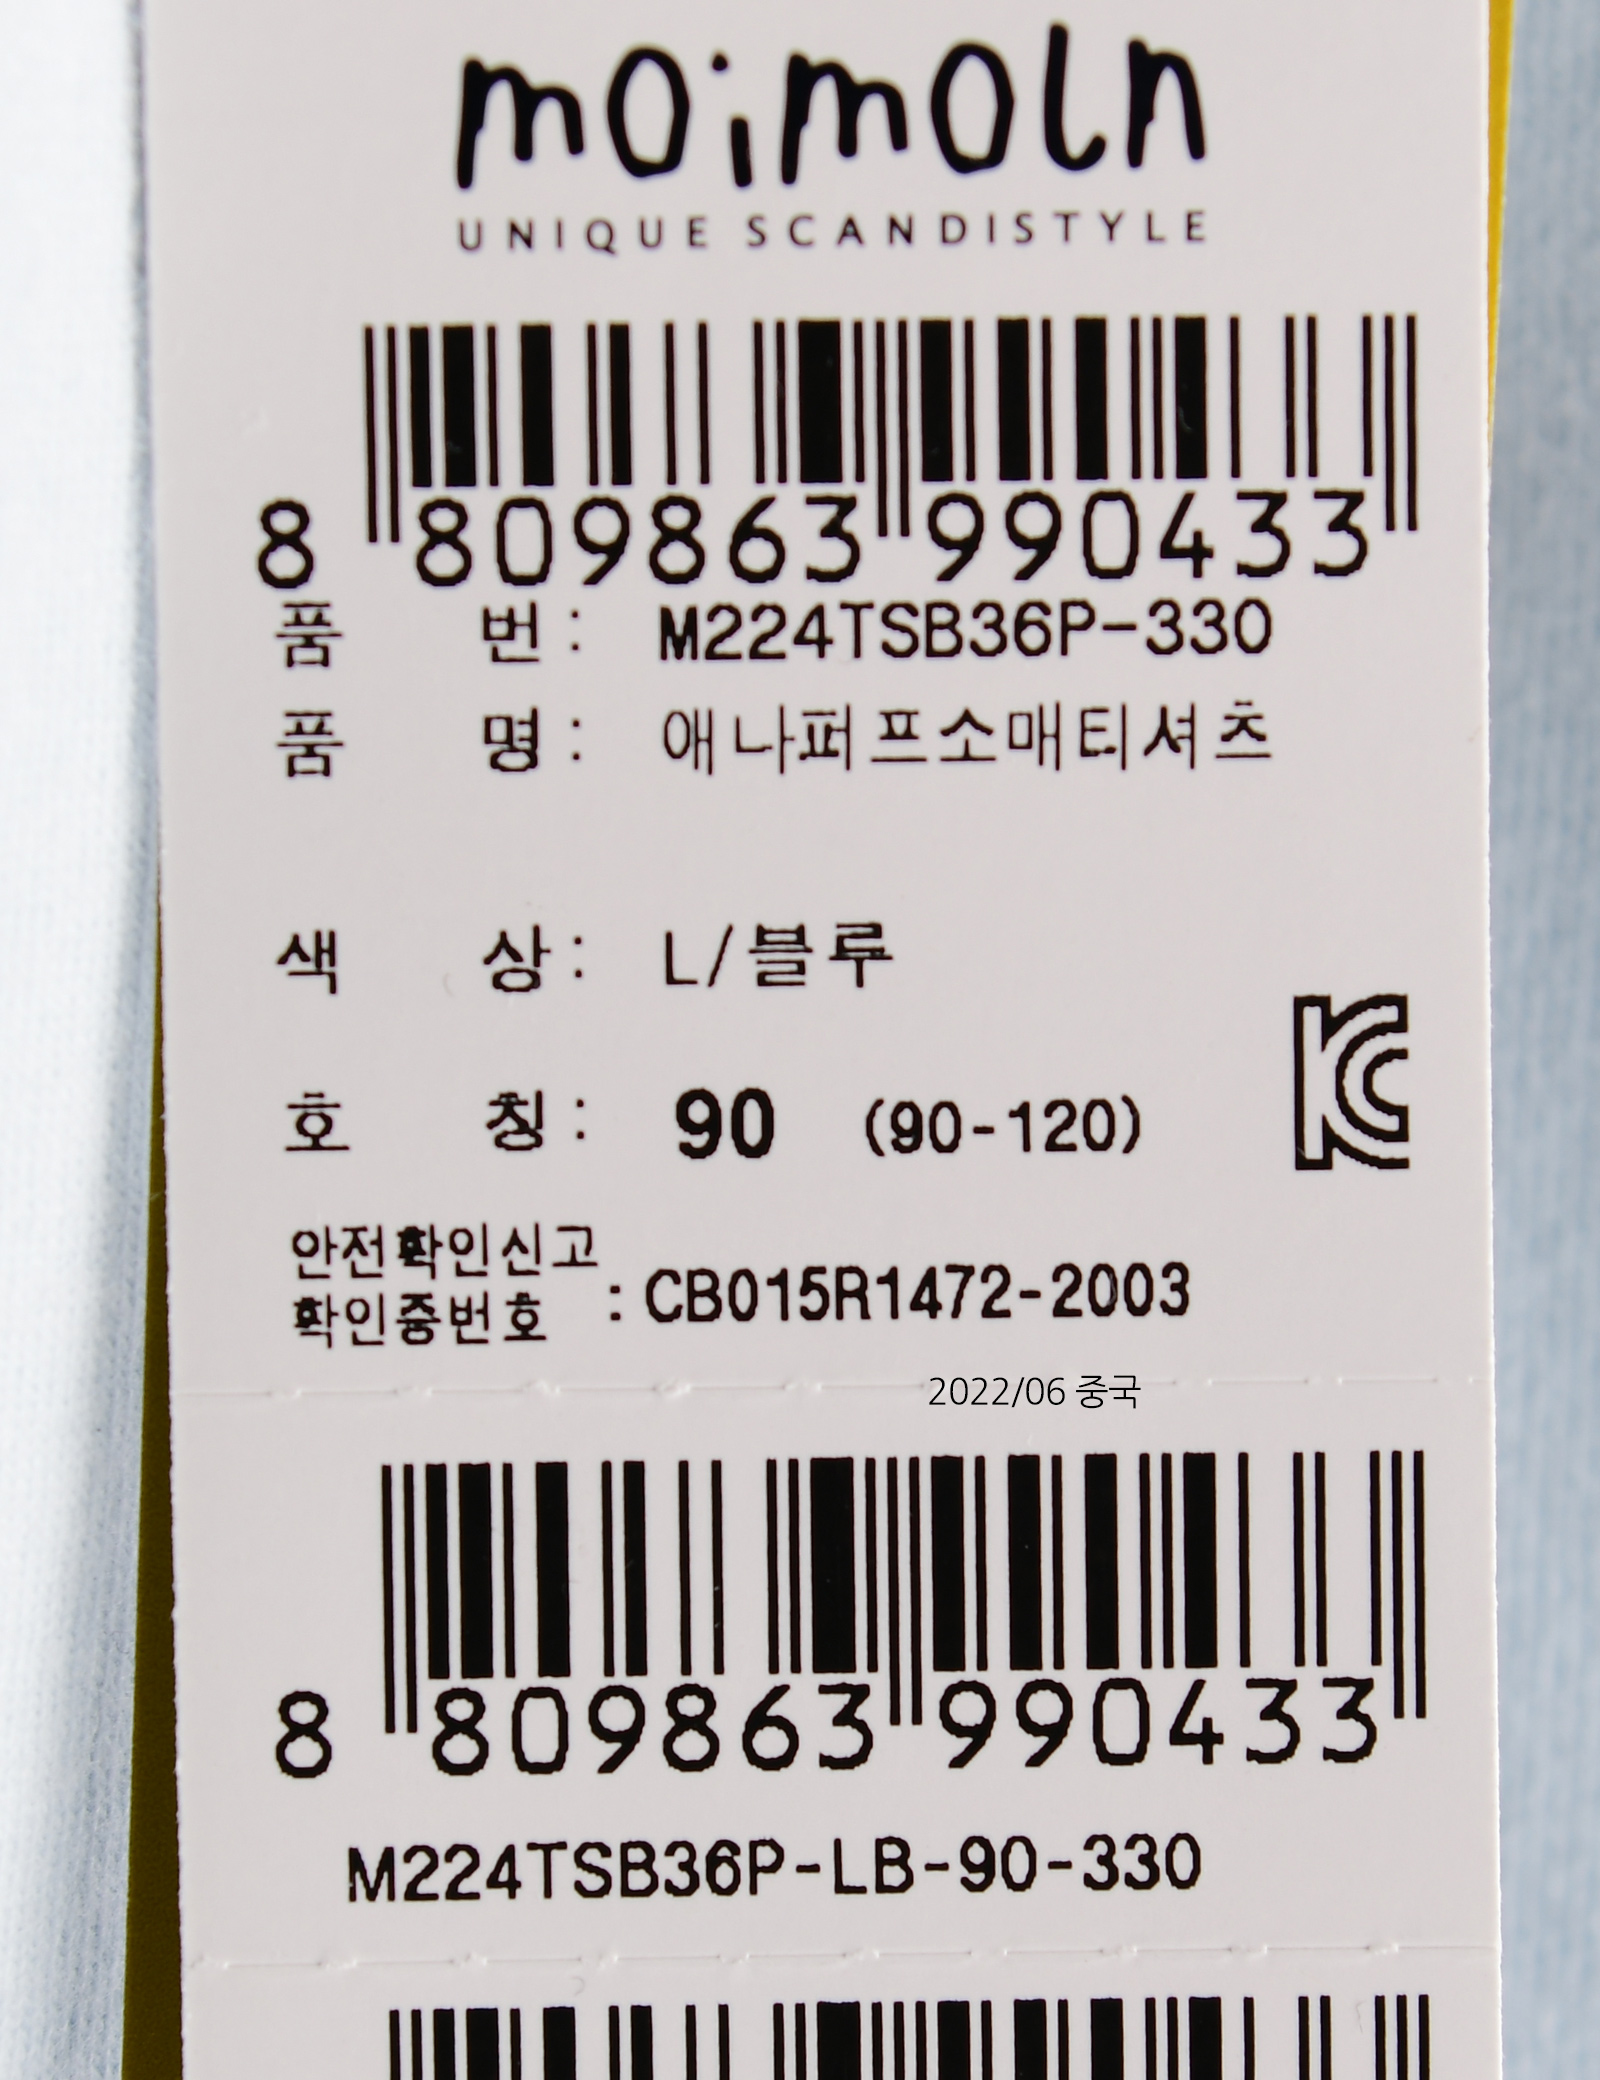 moimoln
UNIQUE SCANDISTYLE
8 809863 990433
품 번 : M224TSB36P-330
품 명 : 애나퍼프소매티셔츠
색 상 : L/블루
호 칭 : 90 (90-120)
KC
안전확인신고
확인증번호 : CB015R1472-2003
2022/06 중국
8 809863 990433
M224TSB36P-LB-90-330